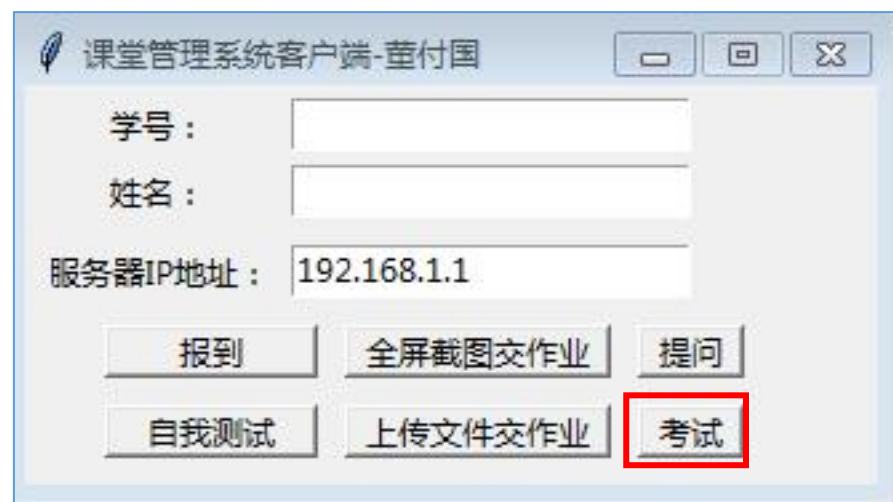 课堂管理系统客户端-董付国
学号：
姓名：
服务器IP地址： 192.168.1.1
报到 全屏截图交作业 提问
自我测试 上传文件交作业 考试